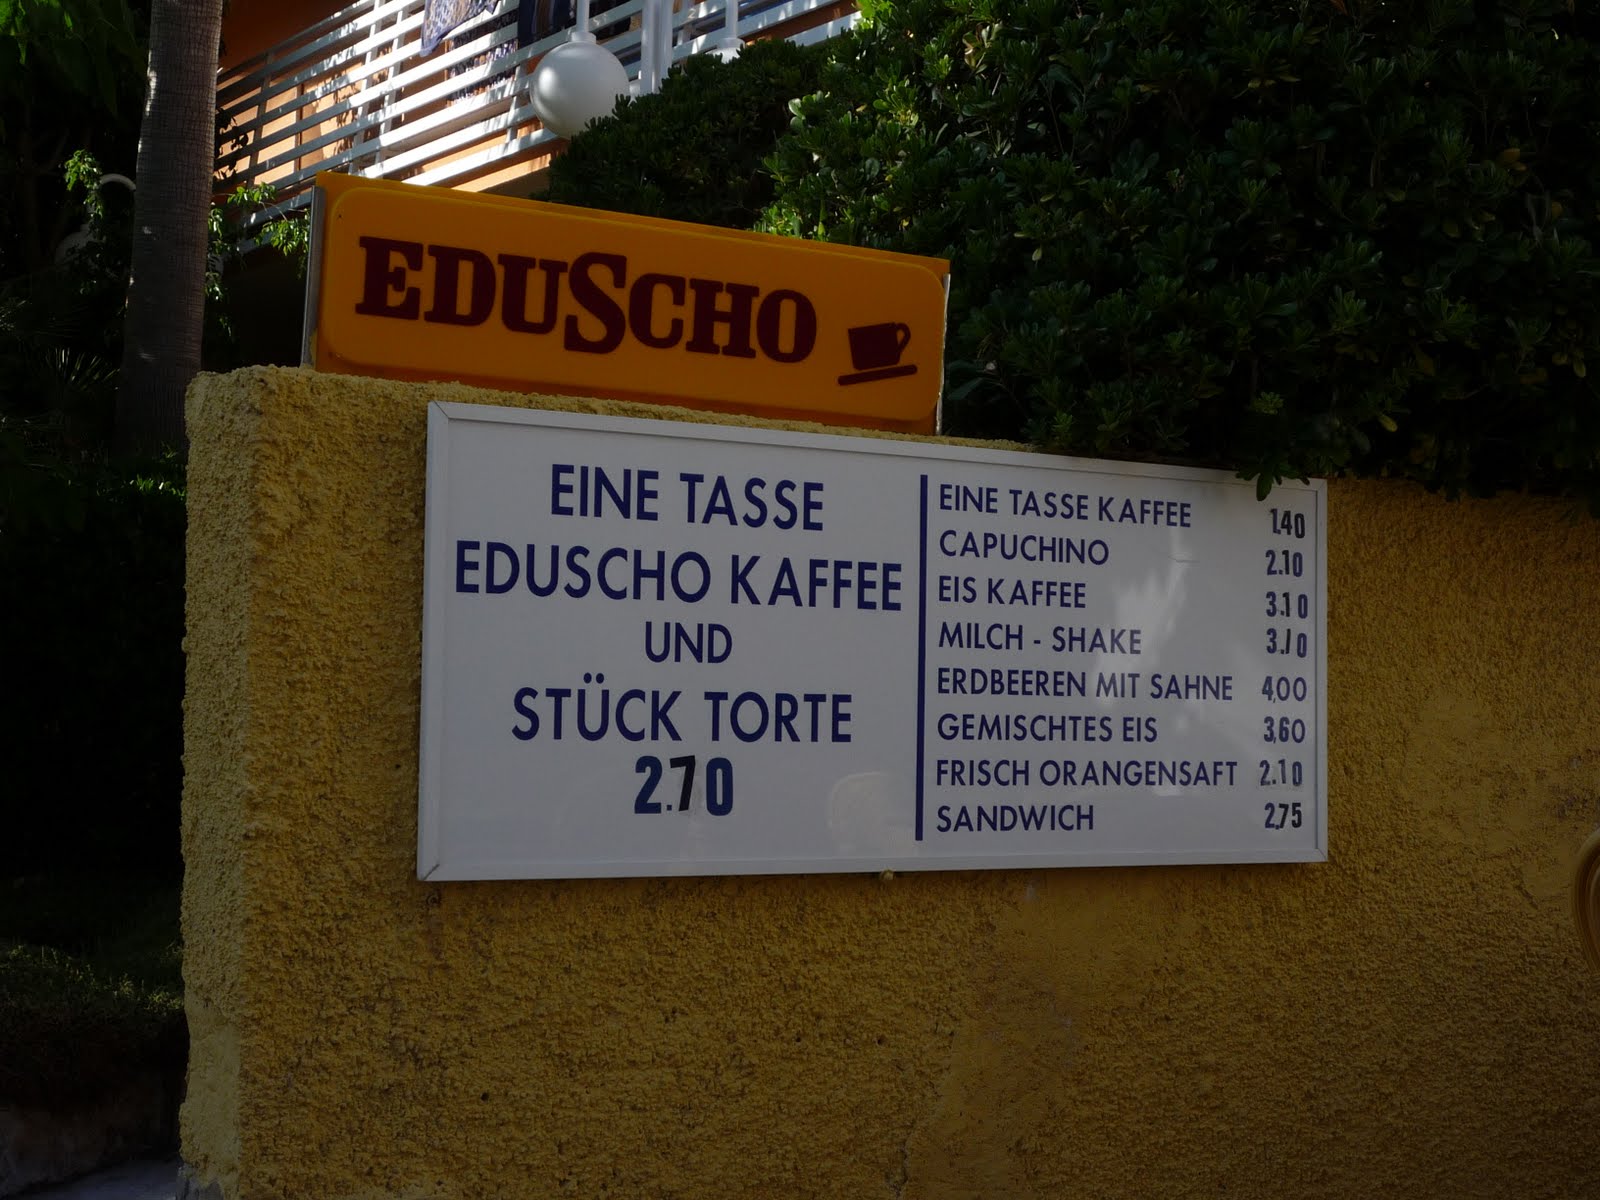 EDUSCHO
EINE TASSE
EDUSCHO KAFFEE
UND
STÜCK TORTE
2.70
EINE TASSE KAFFEE 1.40
CAPUCHINO 2.10
EIS KAFFEE 3.10
MILCH - SHAKE 3.10
ERDBEEREN MIT SAHNE 4,00
GEMISCHTES EIS 3,60
FRISCH ORANGENSAFT 2.10
SANDWICH 2,75